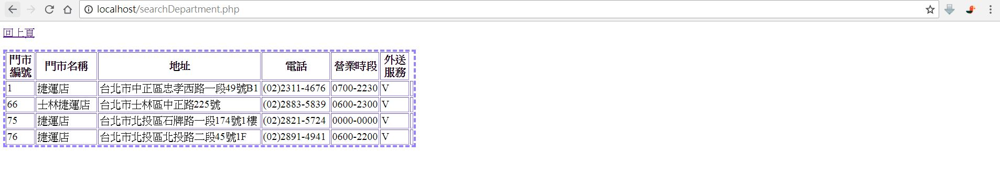 localhost/searchDepartment.php
回上頁
門市編號 門市名稱 地址 電話 營業時段 外送服務
1 捷運店 台北市中正區忠孝西路一段49號B1 (02)2311-4676 0700-2230 V
66 士林捷運店 台北市士林區中正路225號 (02)2883-5839 0600-2300 V
75 捷運店 台北市北投區石牌路一段174號1樓 (02)2821-5724 0000-0000 V
76 捷運店 台北市北投區北投路二段45號1F (02)2891-4941 0600-2200 V